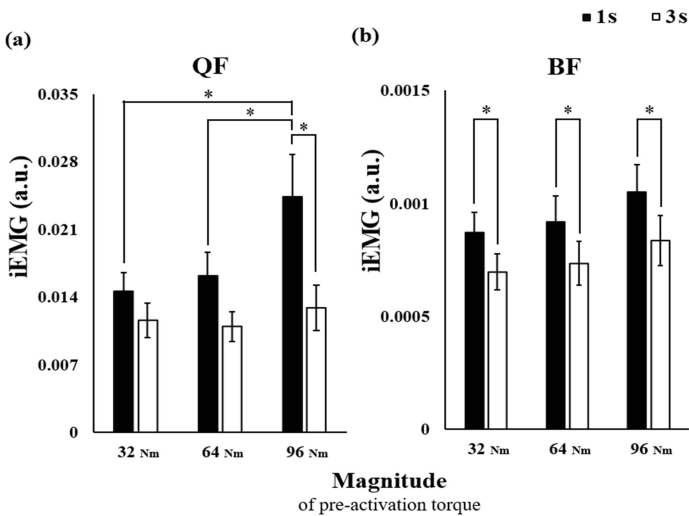 1s 3s
(a)
(b)
QF
BF
iEMG (a.u.)
0.035
0.028
0.021
0.014
0.007
0
*
*
*
32 Nm 64 Nm 96 Nm
iEMG (a.u.)
0.0015
0.001
0.0005
0
*
*
*
32 Nm 64 Nm 96 Nm
Magnitude
of pre-activation torque